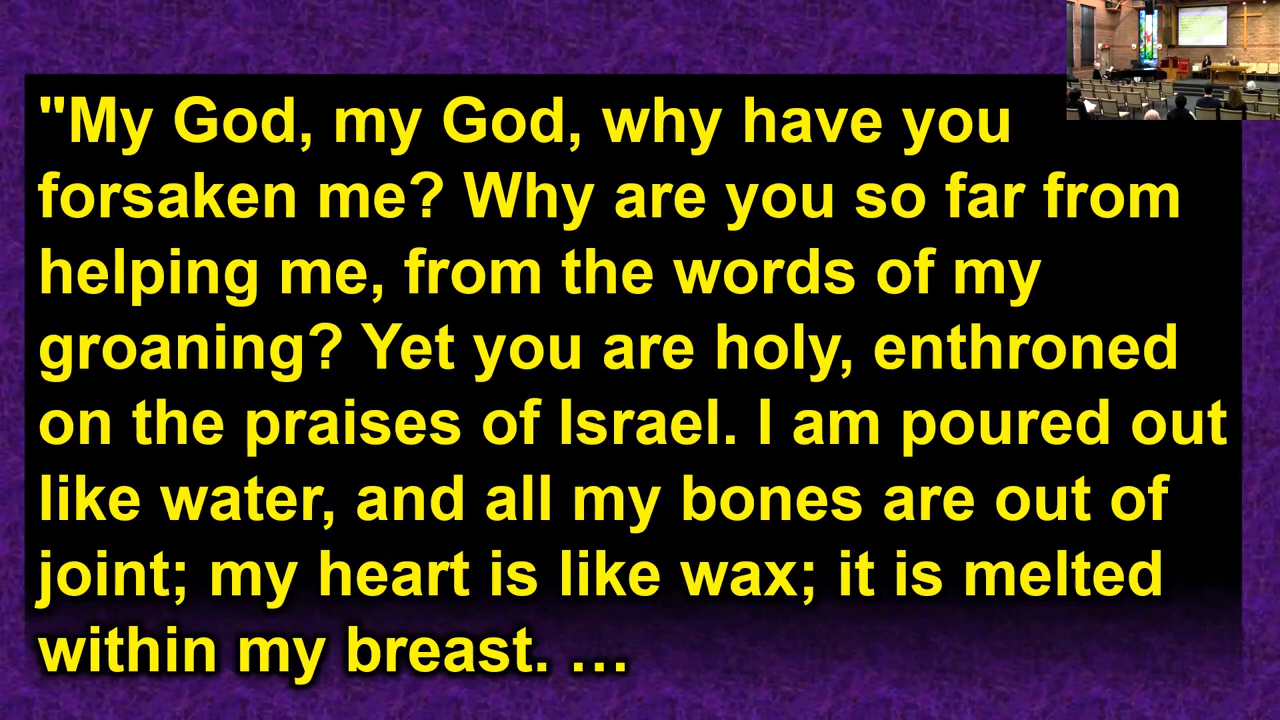 "My God, my God, why have you
forsaken me? Why are you so far from
helping me, from the words of my
groaning? Yet you are holy, enthroned
on the praises of Israel. I am poured out
like water, and all my bones are out of
joint; my heart is like wax; it is melted
within my breast. …